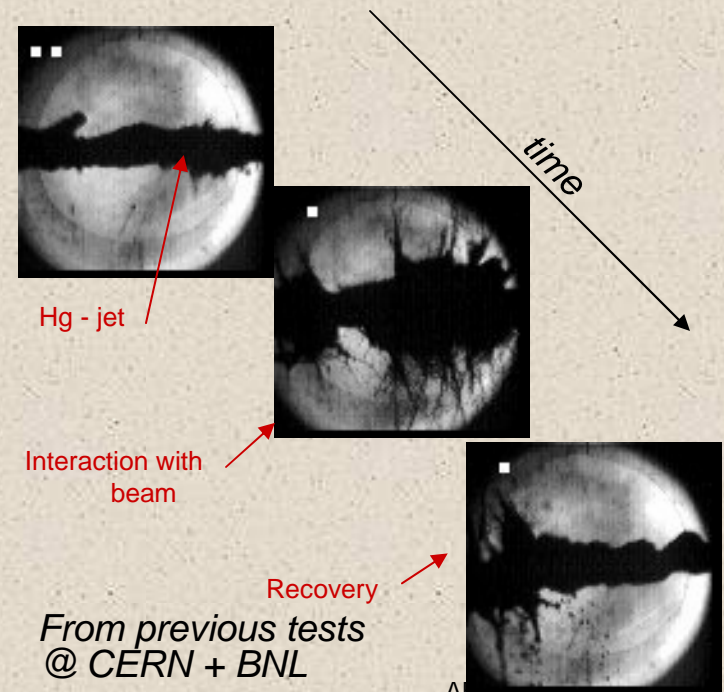 time
Hg - jet
Interaction with
beam
Recovery
From previous tests
@ CERN + BNL